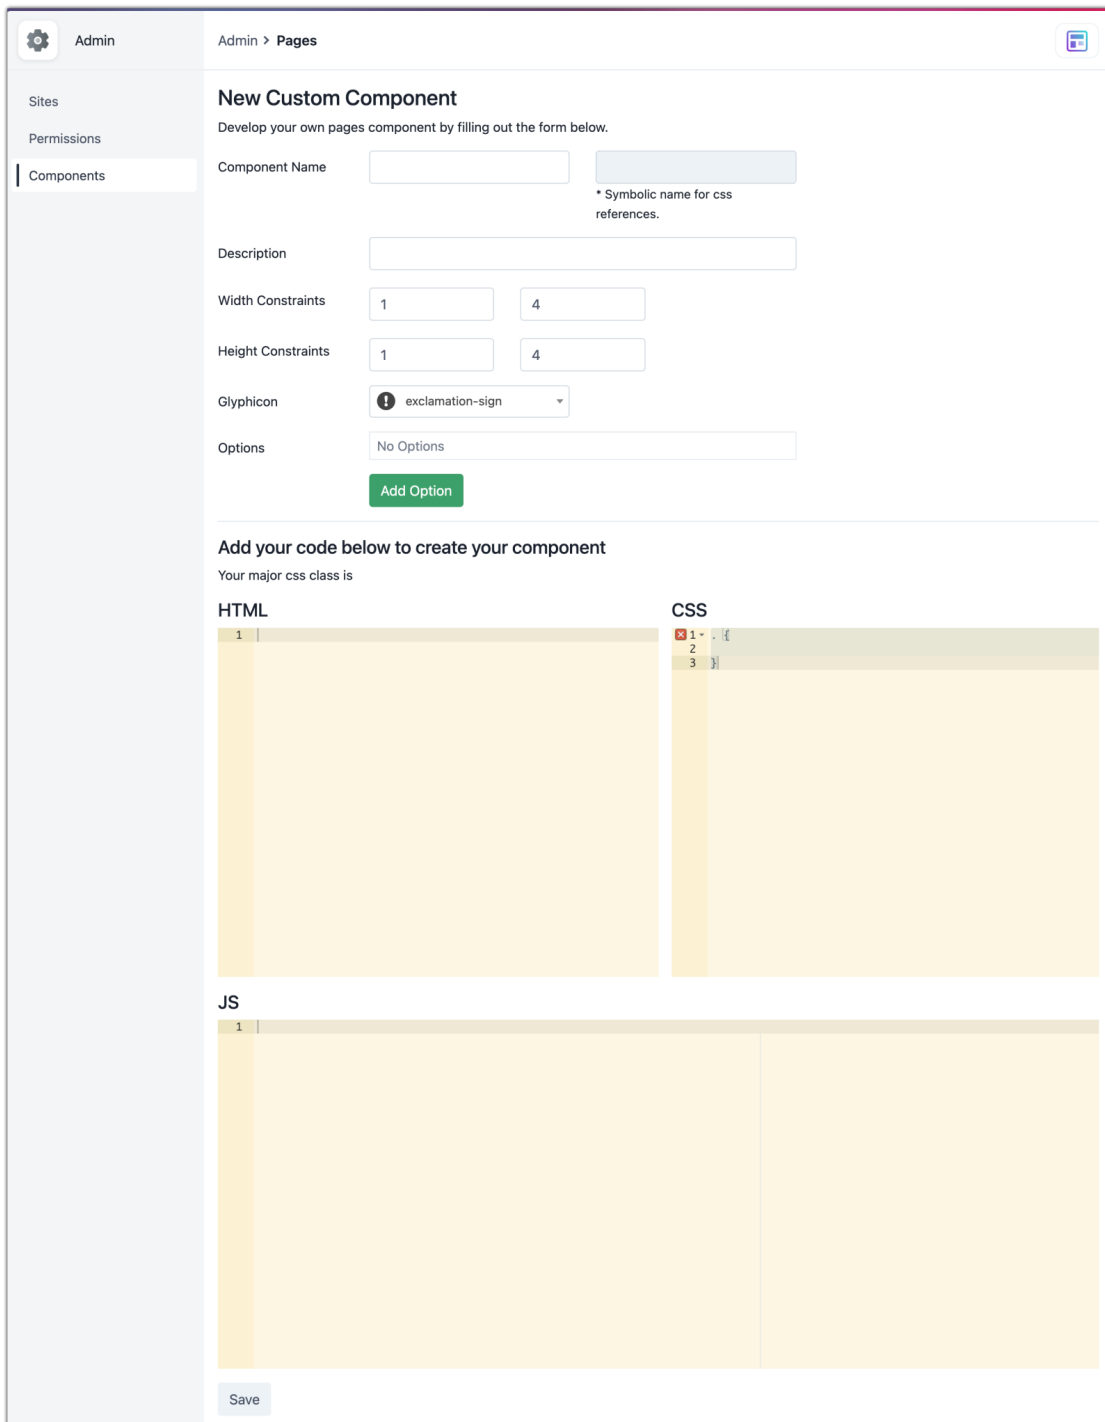 Admin
Admin > Pages
Sites
Permissions
Components
New Custom Component
Develop your own pages component by filling out the form below.
Component Name
* Symbolic name for css
references.
Description
Width Constraints
1
4
Height Constraints
1
4
Glyphicon
exclamation-sign
Options
No Options
Add Option
Add your code below to create your component
Your major css class is
HTML
1
CSS
1 . {
2
3 }
JS
1
Save